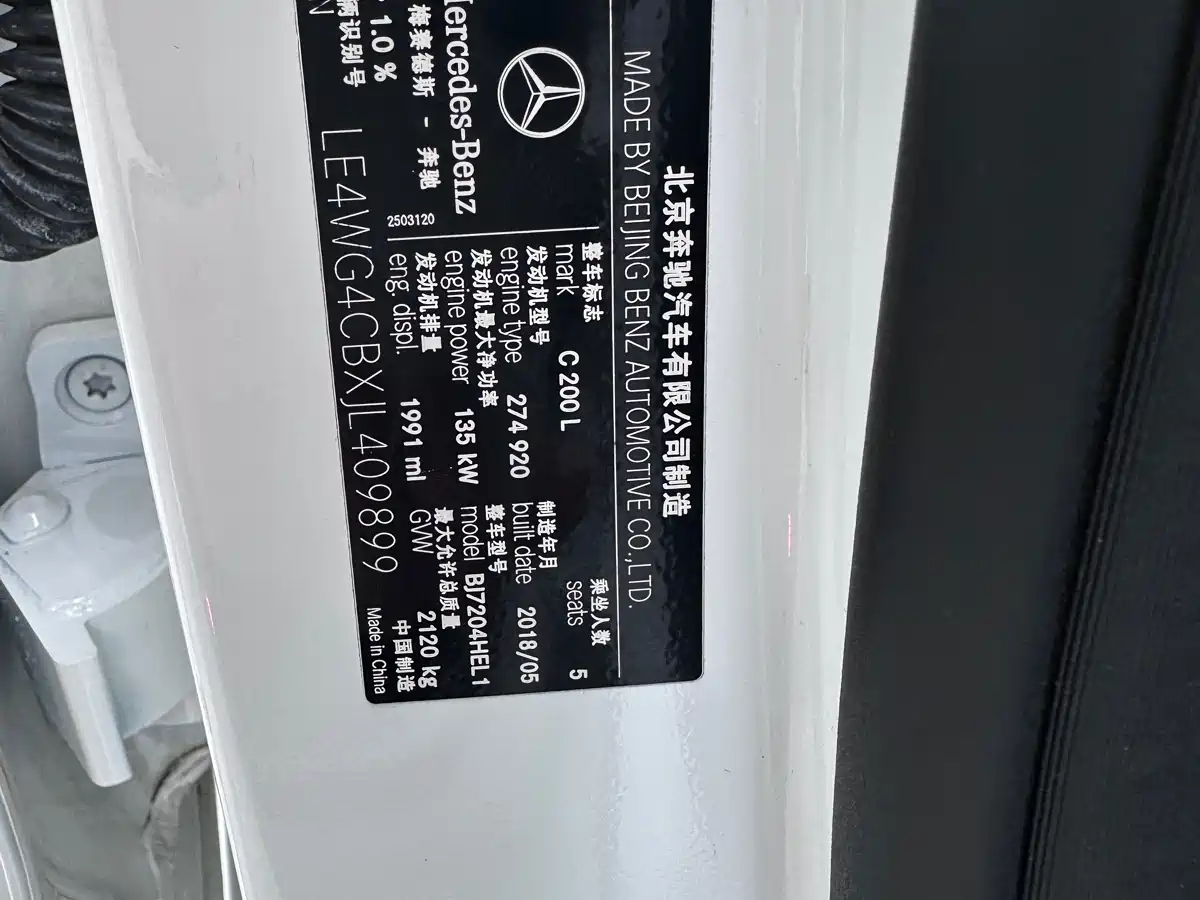 北京奔驰汽车有限公司制造
MADE BY BEIJING BENZ AUTOMOTIVE CO.,LTD.
Mercedes-Benz
梅赛德斯 - 奔驰
2503120
整车标志
mark C 200 L
乘坐人数
seats 5
发动机型号
engine type 274 920
制造年月
built date 2018/05
发动机最大净功率
engine power 135 kW
整车型号
model BJ7204HEL1
发动机排量
eng. displ. 1991 ml
最大允许总质量
GVW 2120 kg
1.0 %
辆识别号
N LE4WG4CBXJL409899
中国制造
Made in China